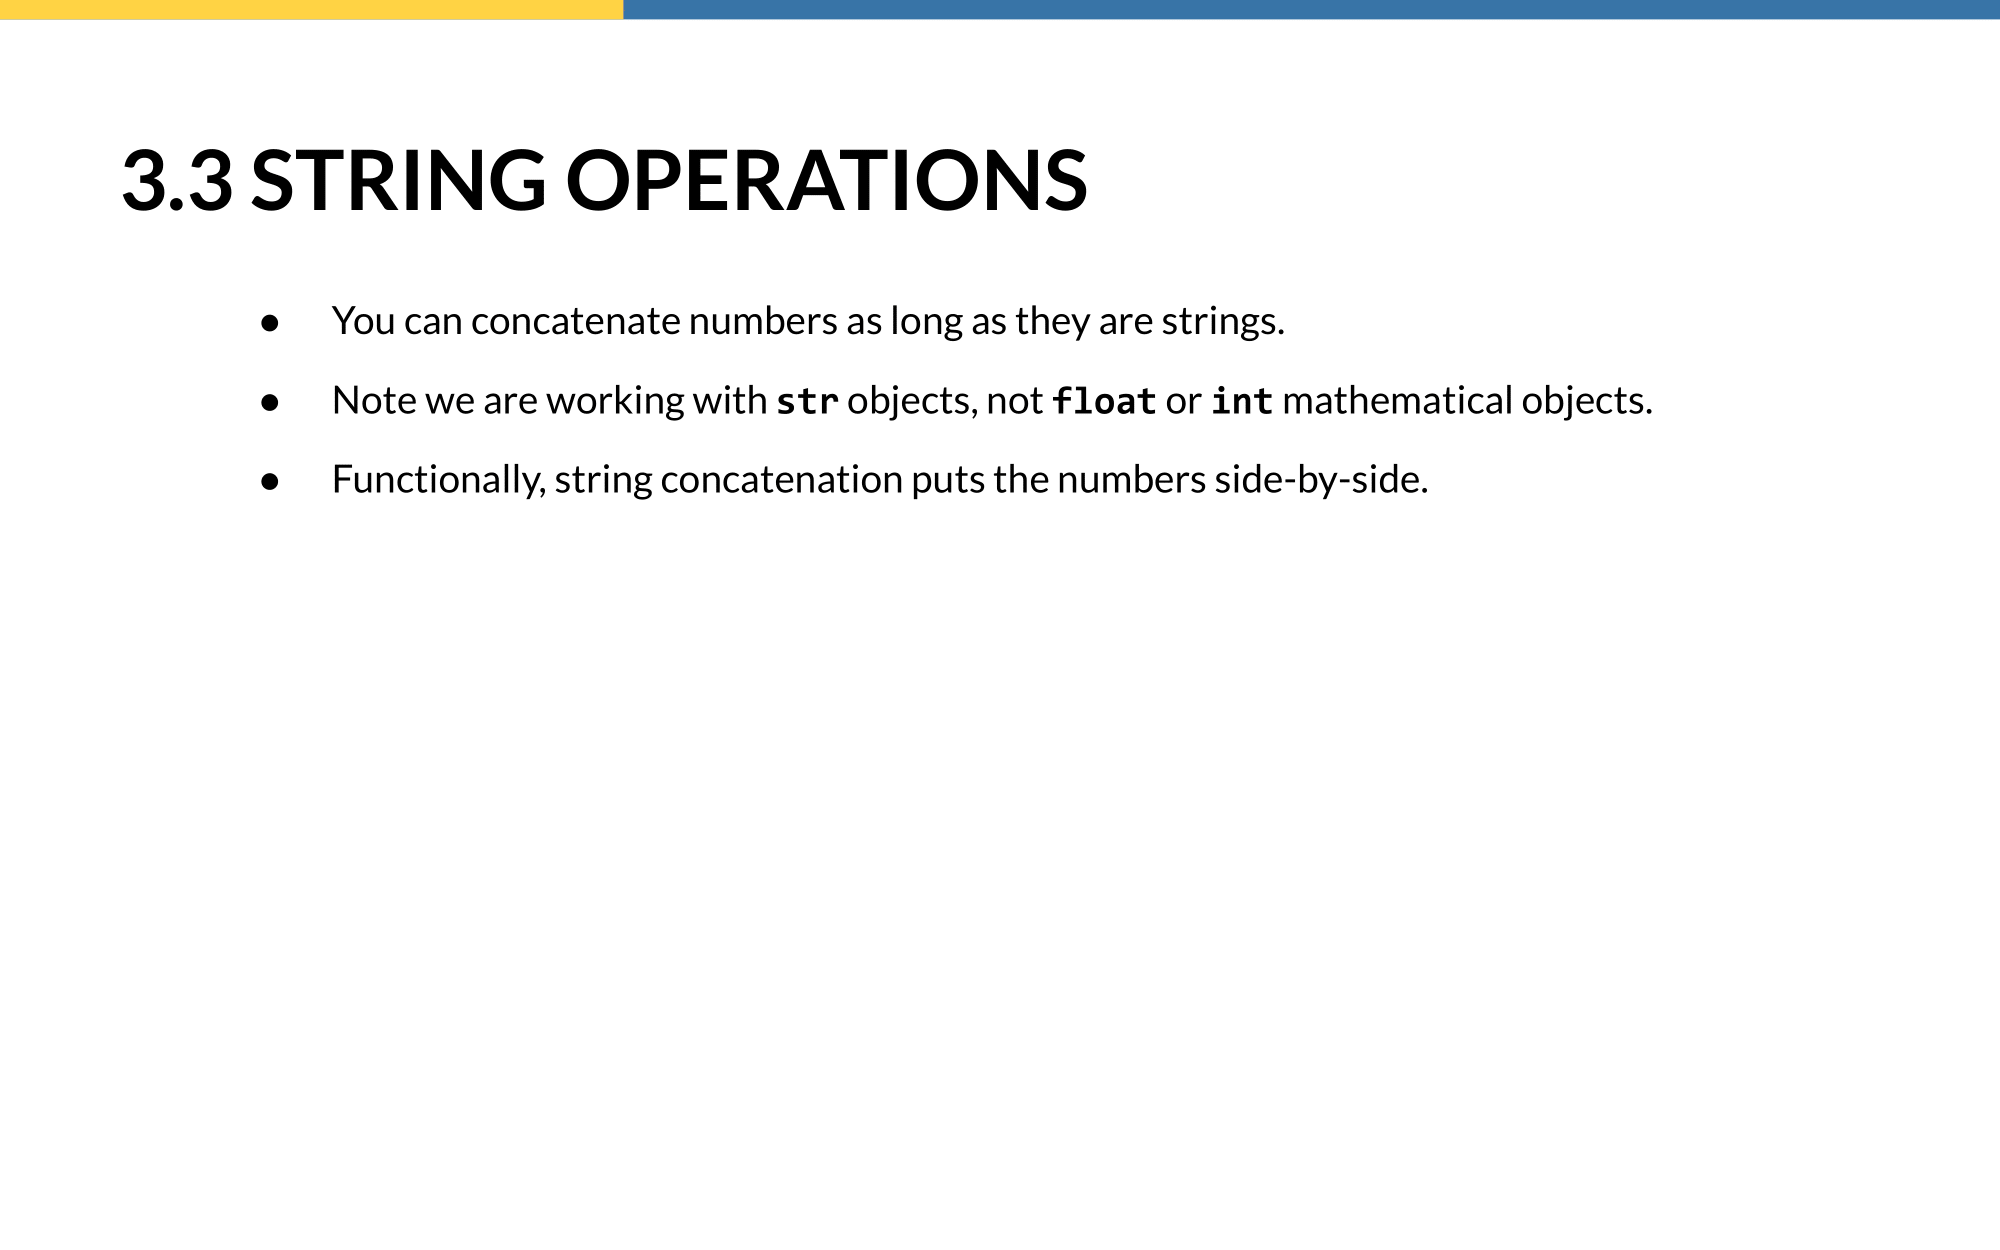 3.3 STRING OPERATIONS
● You can concatenate numbers as long as they are strings.
● Note we are working with str objects, not float or int mathematical objects.
● Functionally, string concatenation puts the numbers side-by-side.